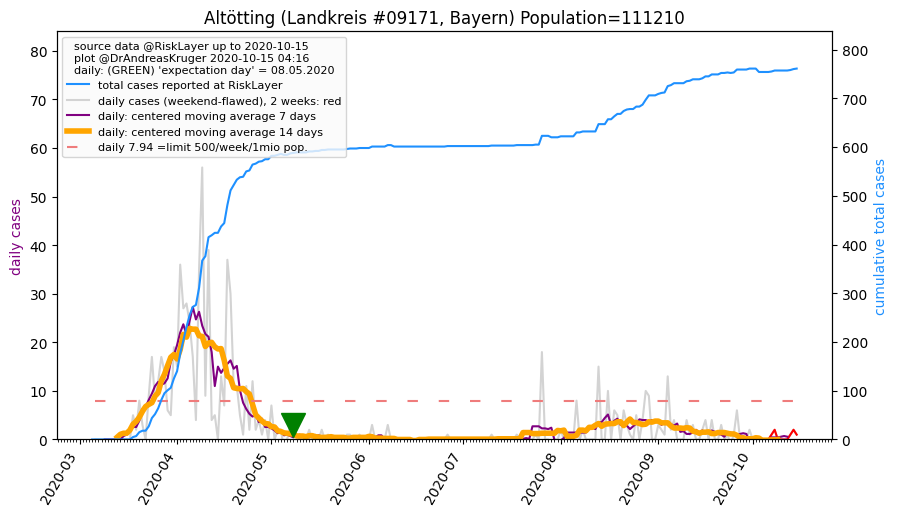 Altötting (Landkreis #09171, Bayern) Population=111210
source data @RiskLayer up to 2020-10-15
plot @DrAndreasKruger 2020-10-15 04:16
daily: (GREEN) 'expectation day' = 08.05.2020
total cases reported at RiskLayer
daily cases (weekend-flawed), 2 weeks: red
daily: centered moving average 7 days
daily: centered moving average 14 days
daily 7.94 =limit 500/week/1mio pop.
daily cases
80
70
60
50
40
30
20
10
0
cumulative total cases
800
700
600
500
400
300
200
100
0
2020-03
2020-04
2020-05
2020-06
2020-07
2020-08
2020-09
2020-10